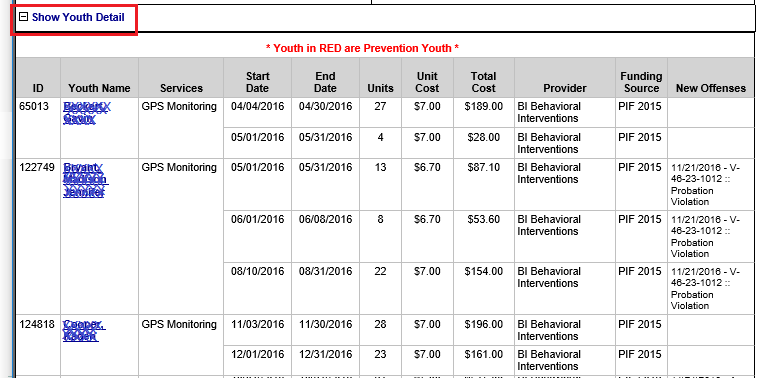 Show Youth Detail
* Youth in RED are Prevention Youth *
ID Youth Name Services Start Date End Date Units Unit Cost Total Cost Provider Funding Source New Offenses
65013 GPS Monitoring 04/04/2016 04/30/2016 27 $7.00 $189.00 BI Behavioral PIF 2015
Interventions
05/01/2016 05/31/2016 4 $7.00 $28.00 BI Behavioral PIF 2015
Interventions
122749 GPS Monitoring 05/01/2016 05/31/2016 13 $6.70 $87.10 BI Behavioral PIF 2015 11/21/2016 - V-
Interventions 46-23-1012 ::
Probation
Violation
06/01/2016 06/08/2016 8 $6.70 $53.60 BI Behavioral PIF 2015 11/21/2016 - V-
Interventions 46-23-1012 ::
Probation
Violation
08/10/2016 08/31/2016 22 $7.00 $154.00 BI Behavioral PIF 2015 11/21/2016 - V-
Interventions 46-23-1012 ::
Probation
Violation
124818 GPS Monitoring 11/03/2016 11/30/2016 28 $7.00 $196.00 BI Behavioral PIF 2015
Interventions
12/01/2016 12/31/2016 23 $7.00 $161.00 BI Behavioral PIF 2015
Interventions